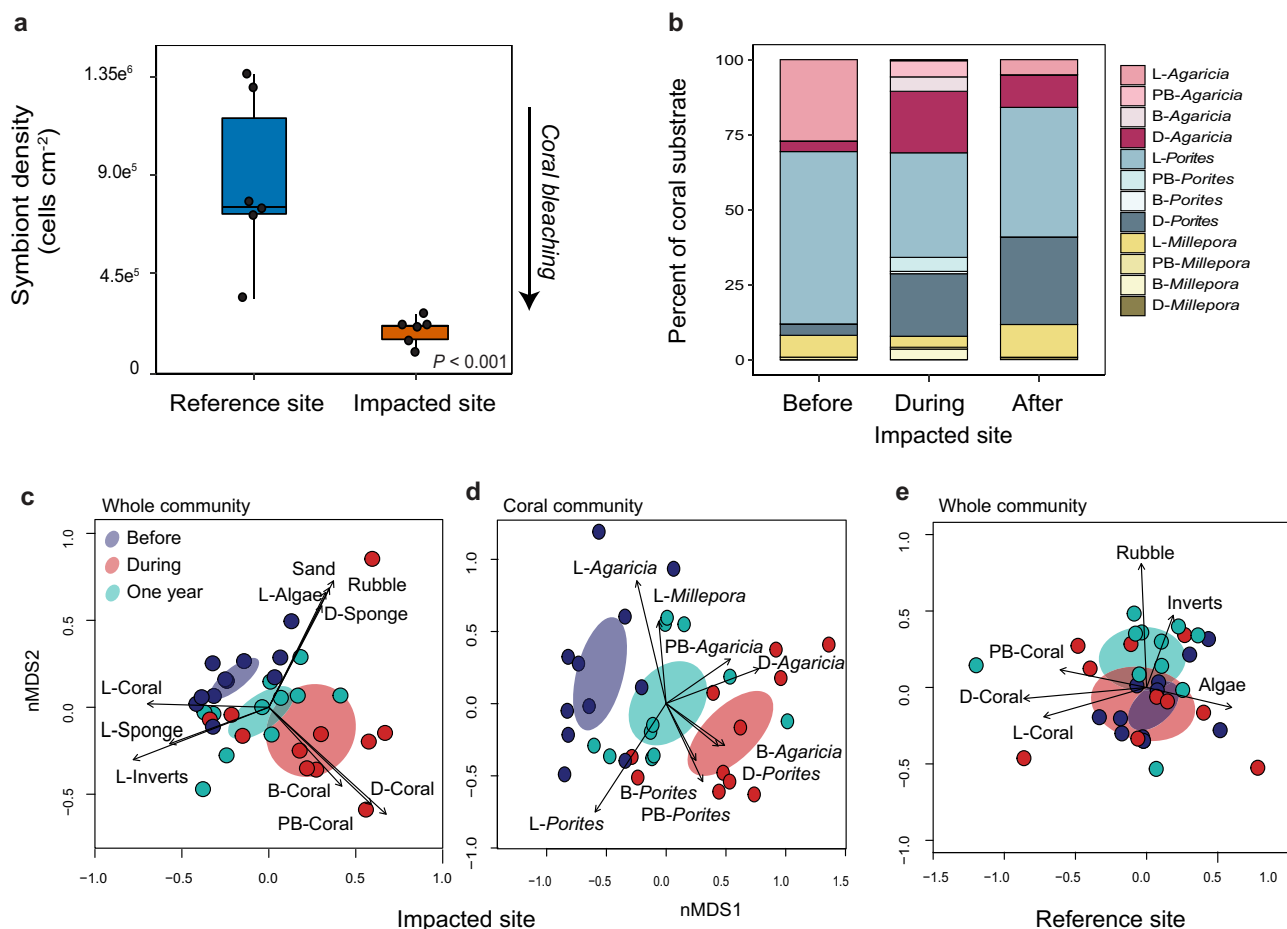 a
Symbiont density
(cells cm⁻²)
1.35e⁶
9.0e⁵
4.5e⁵
0
Coral bleaching
P < 0.001
Reference site
Impacted site
b
Percent of coral substrate
100
75
50
25
0
Before
During
After
Impacted site
L-Agaricia
PB-Agaricia
B-Agaricia
D-Agaricia
L-Porites
PB-Porites
B-Porites
D-Porites
L-Millepora
PB-Millepora
B-Millepora
D-Millepora
c
Whole community
Before
During
One year
nMDS2
1.0
0.5
0.0
−0.5
−1.0
−0.5
0.0
0.5
1.0
Sand
L-Algae
Rubble
D-Sponge
L-Coral
L-Sponge
L-Inverts
B-Coral
D-Coral
PB-Coral
d
Coral community
1.0
0.5
0.0
−0.5
−1.0
−1.0
−0.5
0.0
0.5
1.0
1.5
L-Agaricia
L-Millepora
PB-Agaricia
D-Agaricia
B-Agaricia
D-Porites
B-Porites
PB-Porites
L-Porites
nMDS1
Impacted site
e
Whole community
1.0
0.5
0.0
−0.5
−1.0
−1.5
−1.0
−0.5
0.0
0.5
1.0
Rubble
Inverts
PB-Coral
D-Coral
L-Coral
Algae
Reference site